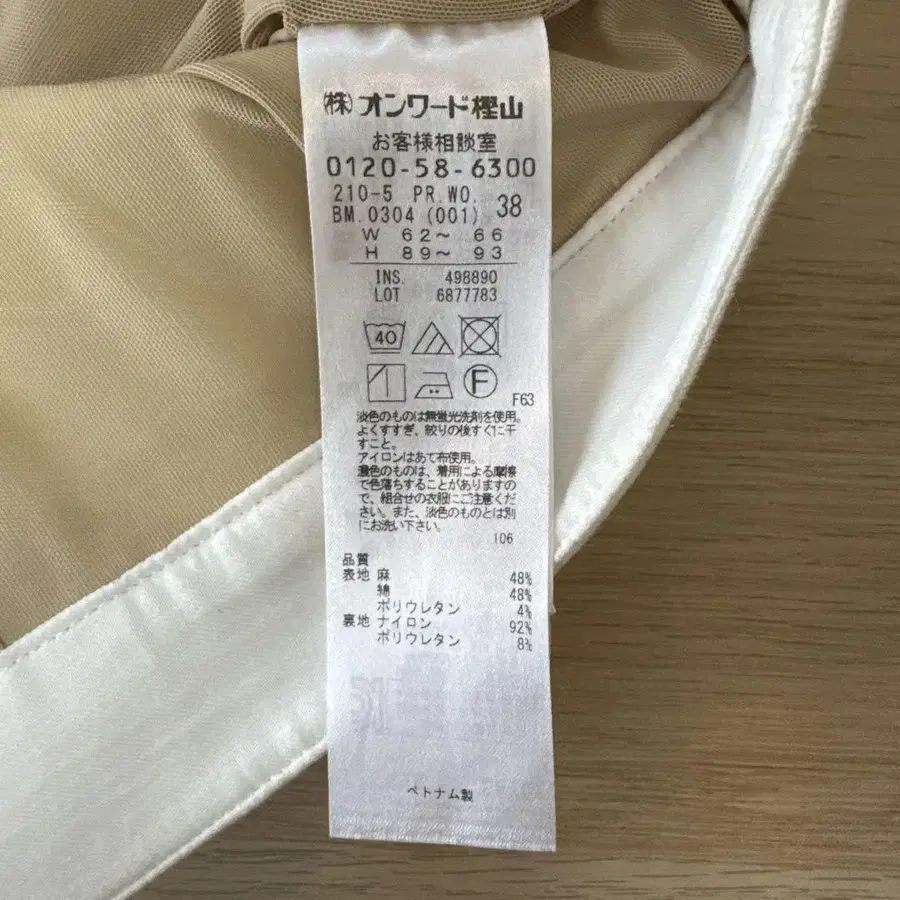 (株)オンワード樫山
お客様相談室
0120-58-6300
210-5 PR.WO.
BM.0304 (001) 38
W 62～ 66
H 89～ 93
INS. 498890
LOT 6877783
40
F
F63
淡色のものは無蛍光洗剤を使用。
よくすすぎ、絞りの後すぐに干
すこと。
アイロンはあて布使用。
濃色のものは、着用による摩擦
で色落ちすることがありますの
で、組合せの衣服にご注意くだ
さい。また、淡色のものとは別
にお洗い下さい。
106
品質
表地 麻 48%
綿 48%
ポリウレタン 4%
裏地 ナイロン 92%
ポリウレタン 8%
ベトナム製